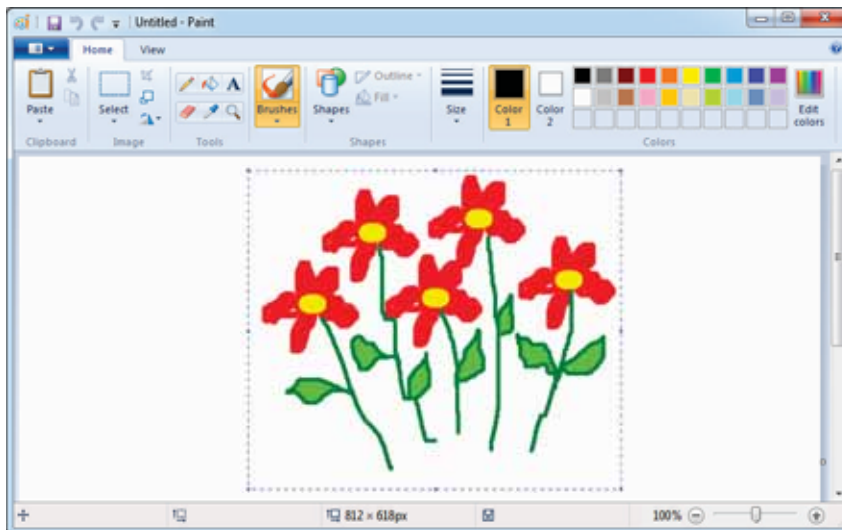 Untitled - Paint
Home View
Paste Select Brushes Shapes Outline Fill Size Color 1 Color 2 Edit colors
Clipboard Image Tools Shapes Colors
812 × 618px 100%